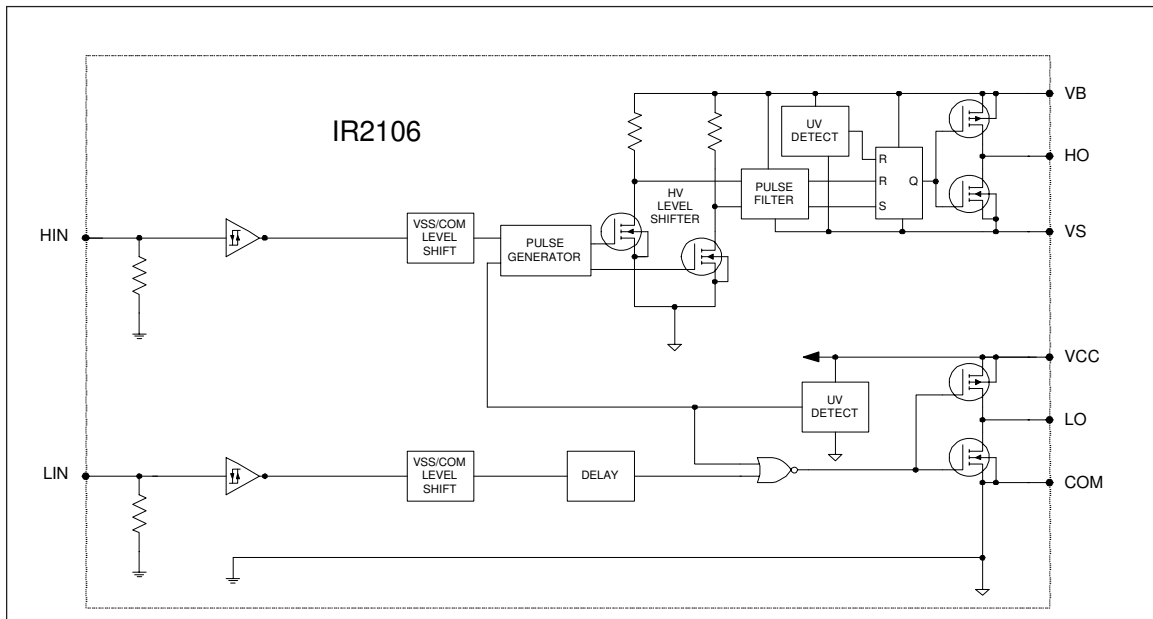 IR2106
VB
UV
DETECT
HO
R
R
Q
S
PULSE
FILTER
HV
LEVEL
SHIFTER
VS
HIN
VSS/COM
LEVEL
SHIFT
PULSE
GENERATOR
VCC
UV
DETECT
LO
LIN
VSS/COM
LEVEL
SHIFT
DELAY
COM